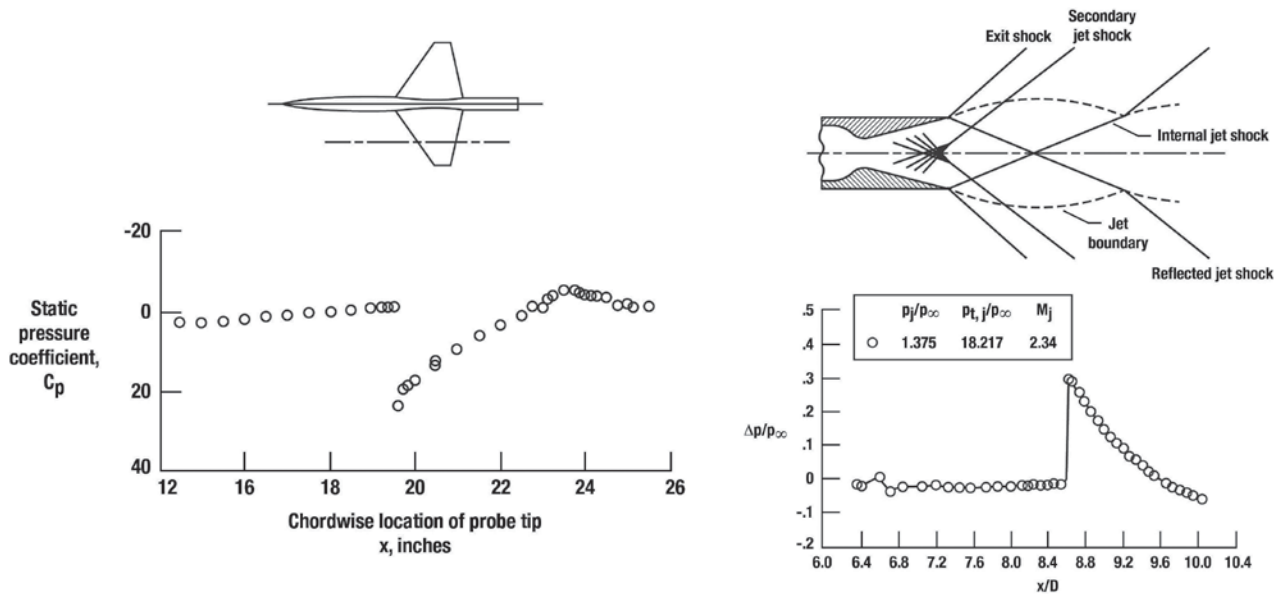 -20
0
20
40
Static
pressure
coefficient,
Cp
12
16
18
20
22
24
26
Chordwise location of probe tip
x, inches
Exit shock
Secondary
jet shock
Internal jet shock
Jet
boundary
Reflected jet shock
pj/p∞ pt, j/p∞ Mj
1.375 18.217 2.34
.5
.4
.3
.2
.1
0
-.1
.2
Δp/p∞
6.0 6.4 6.8 7.2 7.6 8.0 8.4 8.8 9.2 9.6 10.0 10.4
x/D